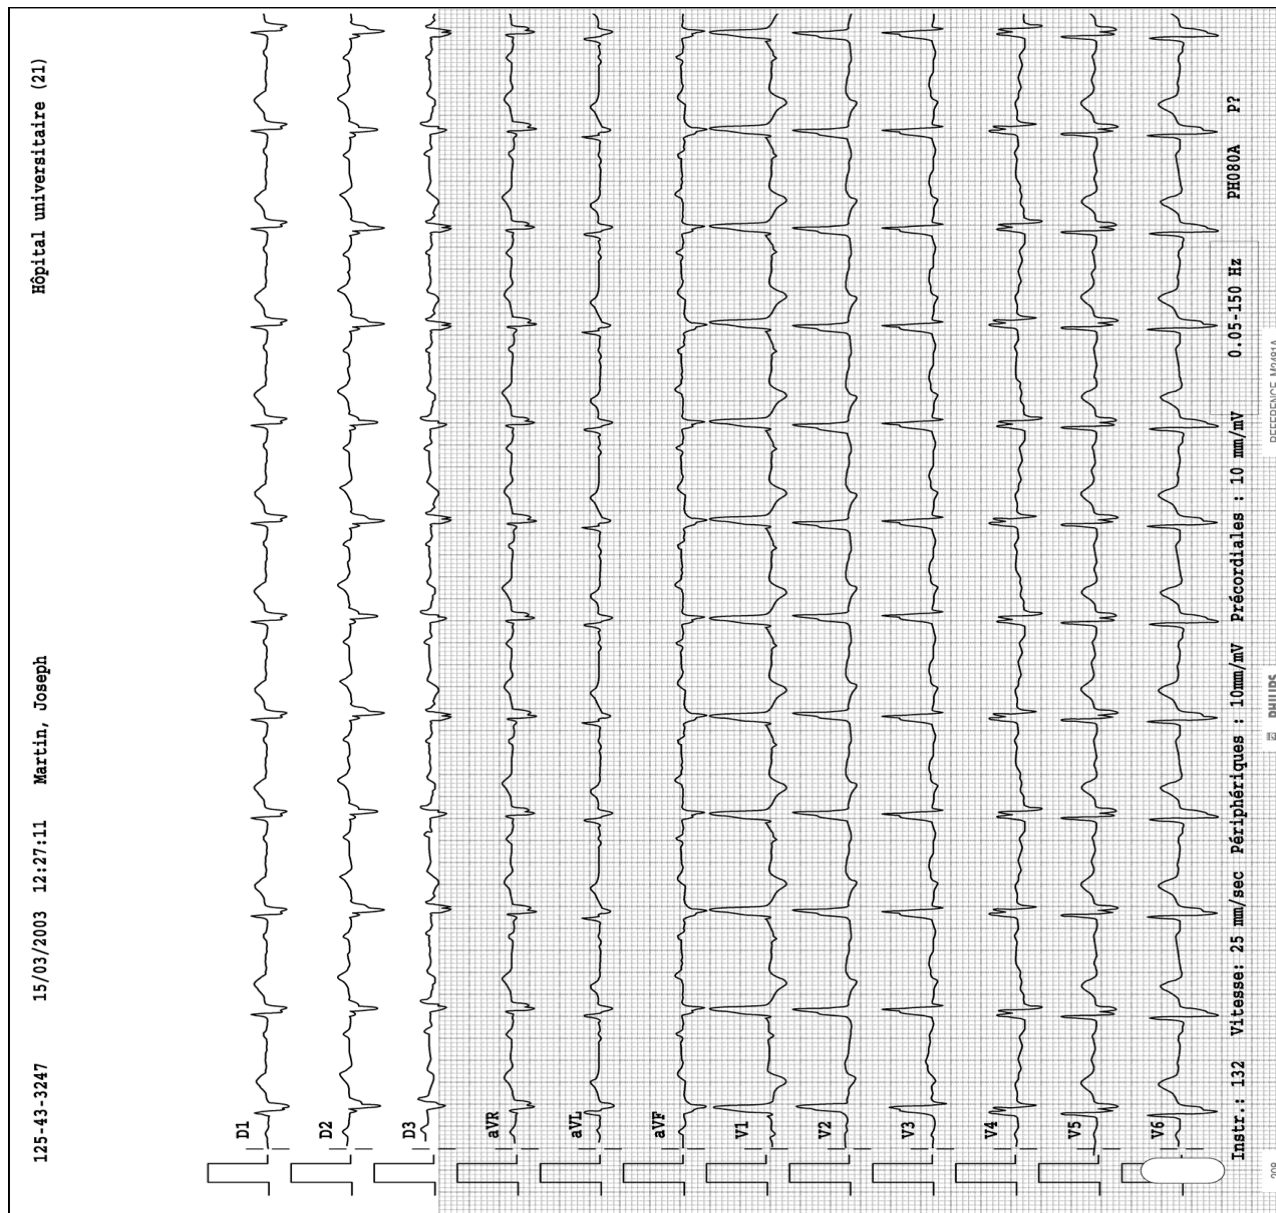 125-43-3247 15/03/2003 12:27:11 Martin, Joseph Hôpital universitaire (21)
D1
D2
D3
aVR
aVL
aVF
V1
V2
V3
V4
V5
V6
Instr.: 132 Vitesse: 25 mm/sec Périphériques : 10mm/mV Précordiales : 10 mm/mV 0.05-150 Hz PH080A P?
PHILIPS